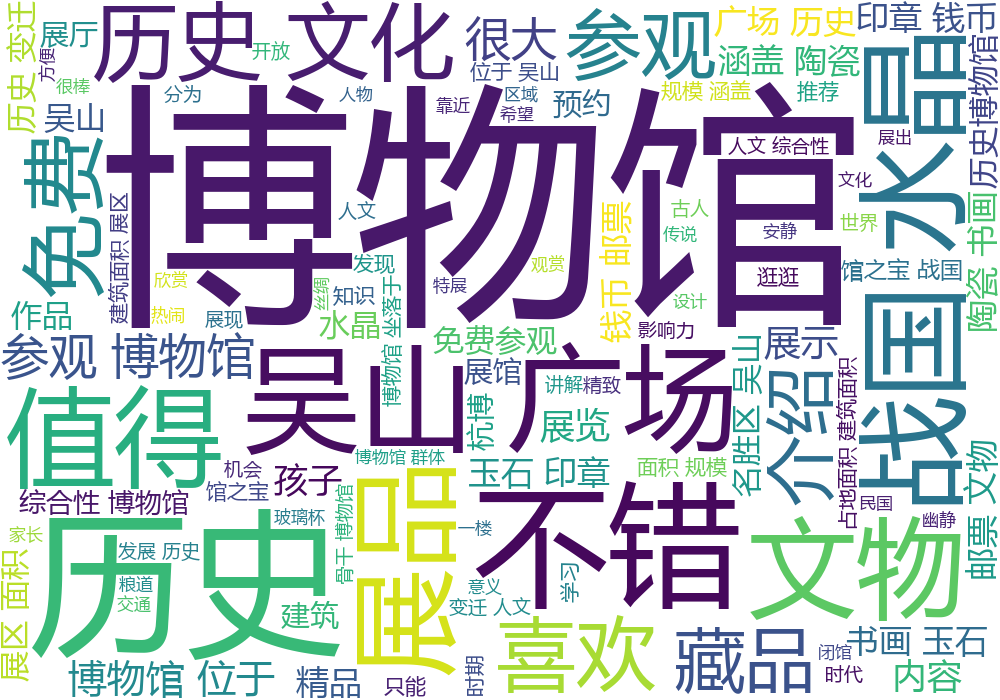 历史 变迁
展厅
方便
很棒
历史 文化
开放
很大
参观
广场 历史
印章 钱币
位于 吴山
涵盖 陶瓷
吴山
分为
人物
靠近
区域
希望
预约
规模 涵盖
推荐
水晶
历史博物馆
展出
免费
博物馆
人文 综合性
文化
建筑面积 展区
人文
古人
传说
安静
世界
书画
钱币 邮票
发现
观赏
逛逛
馆之宝 战国
陶瓷 书画
欣赏
丝绸
知识
特展
设计
作品
热闹
展现
水晶
坐落于
博物馆 坐落于
免费参观
影响力
参观 博物馆
吴山广场
展馆
讲解
精致
展示
介绍
名胜区 吴山
占地面积 建筑面积
战国
值得
杭博
展览
博物馆 群体
机会
馆之宝
孩子
玉石 印章
面积 规模
文物
综合性 博物馆
展品
不错
民国
幽静
骨干 博物馆
玻璃杯
一楼
家长
历史
发展 历史
粮道
交通
建筑
学习
意义
变迁 人文
文物
邮票
展区 面积
喜欢
藏品
书画 玉石
闭馆
时代
内容
博物馆 位于
精品
只能
时期